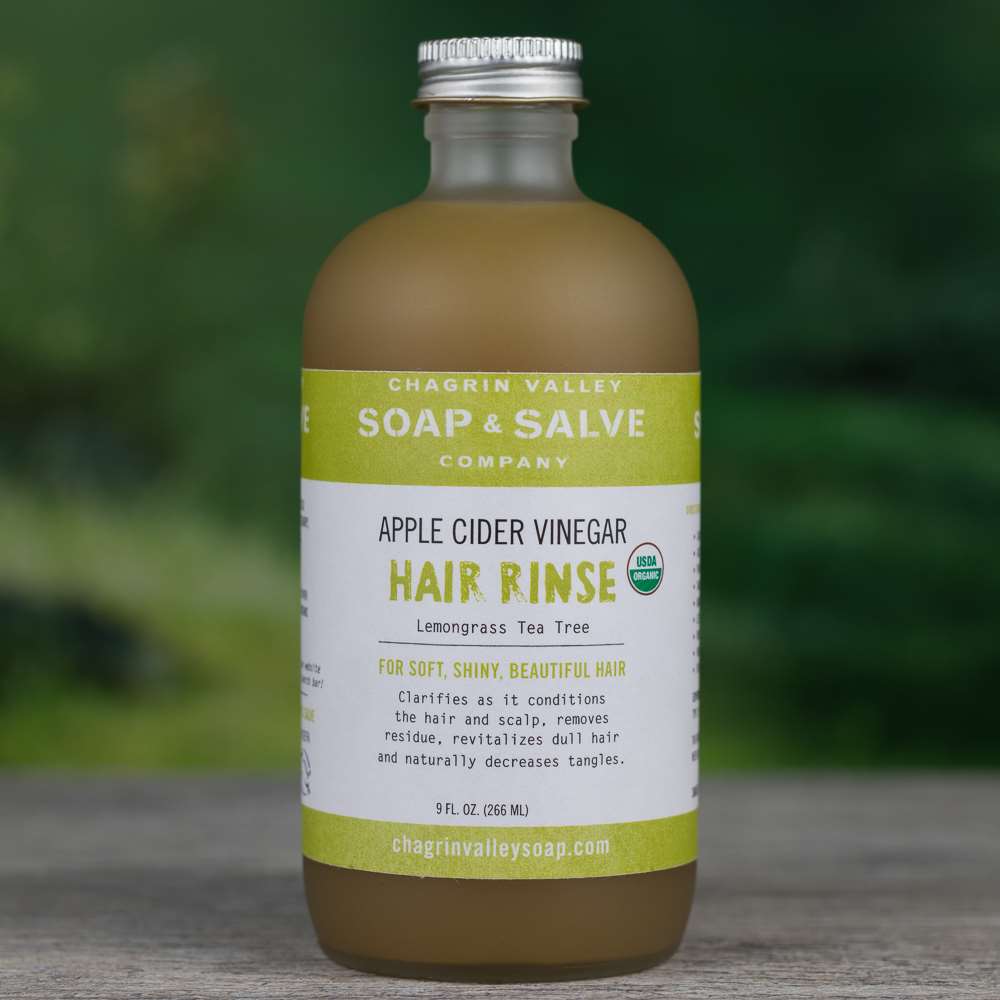 CHAGRIN VALLEY
SOAP & SALVE
COMPANY
APPLE CIDER VINEGAR
HAIR RINSE
USDA
ORGANIC
Lemongrass Tea Tree
FOR SOFT, SHINY, BEAUTIFUL HAIR
Clarifies as it conditions
the hair and scalp, removes
residue, revitalizes dull hair
and naturally decreases tangles.
9 FL. OZ. (266 ML)
chagrinvalleysoap.com